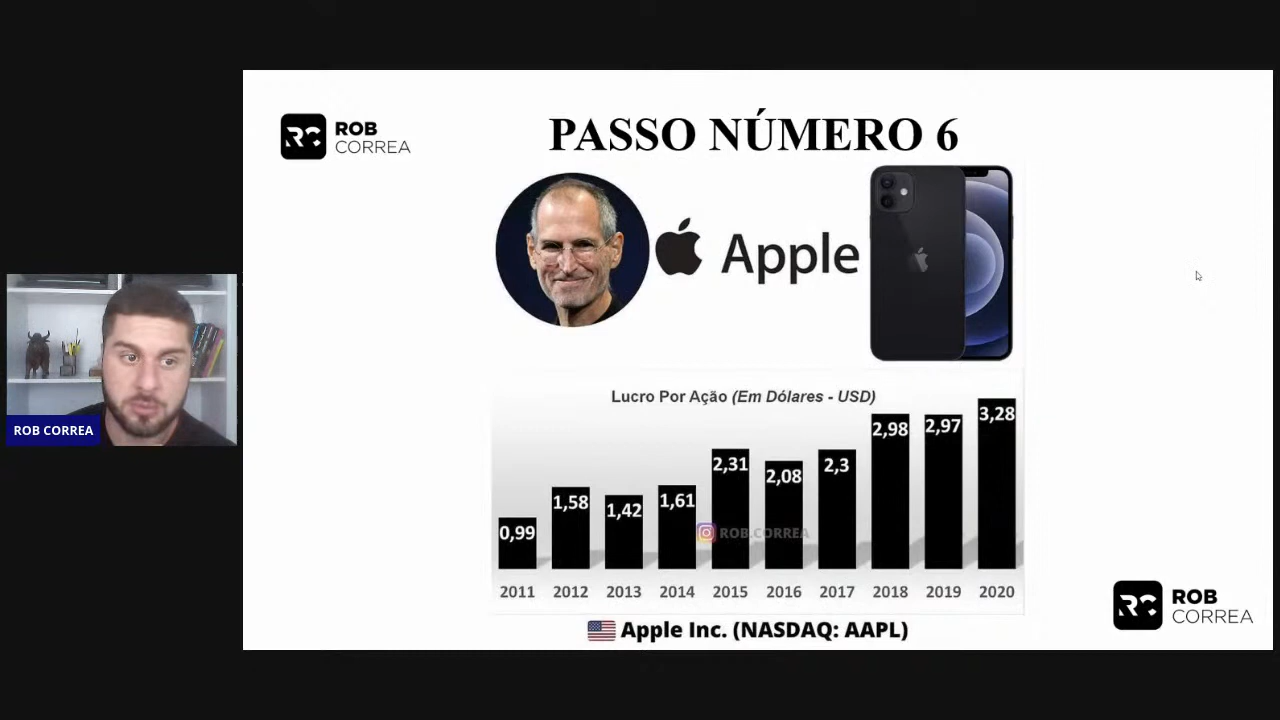 ROB
CORREA
PASSO NÚMERO 6
Apple
ROB CORREA
Lucro Por Ação (Em Dólares - USD)
0,99
1,58
1,42
1,61
2,31
2,08
2,3
2,98
2,97
3,28
ROB.CORREA
2011 2012 2013 2014 2015 2016 2017 2018 2019 2020
Apple Inc. (NASDAQ: AAPL)
ROB
CORREA